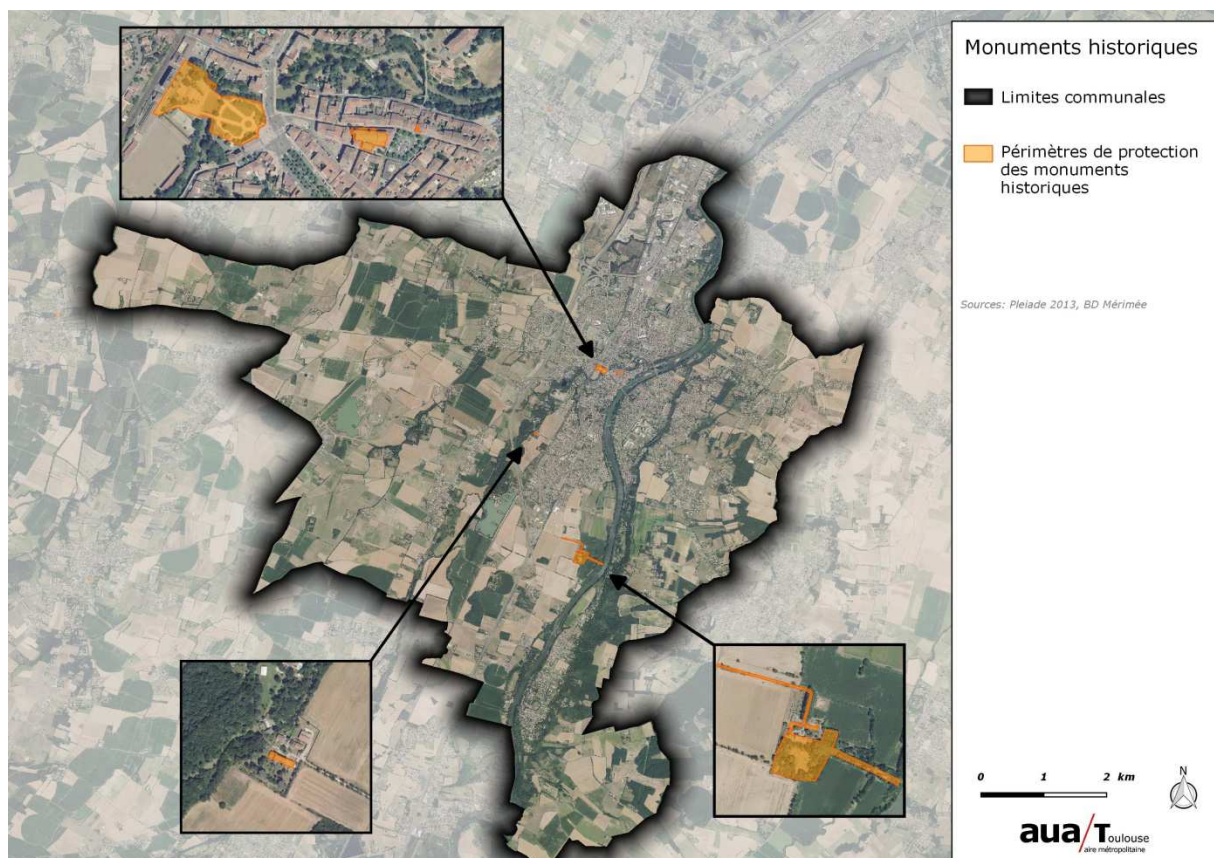 Monuments historiques
Limites communales
Périmètres de protection
des monuments
historiques
Sources: Pleiade 2013, BD Mérimée
0 1 2 km
N
aua/Toulouse
aire métropolitaine